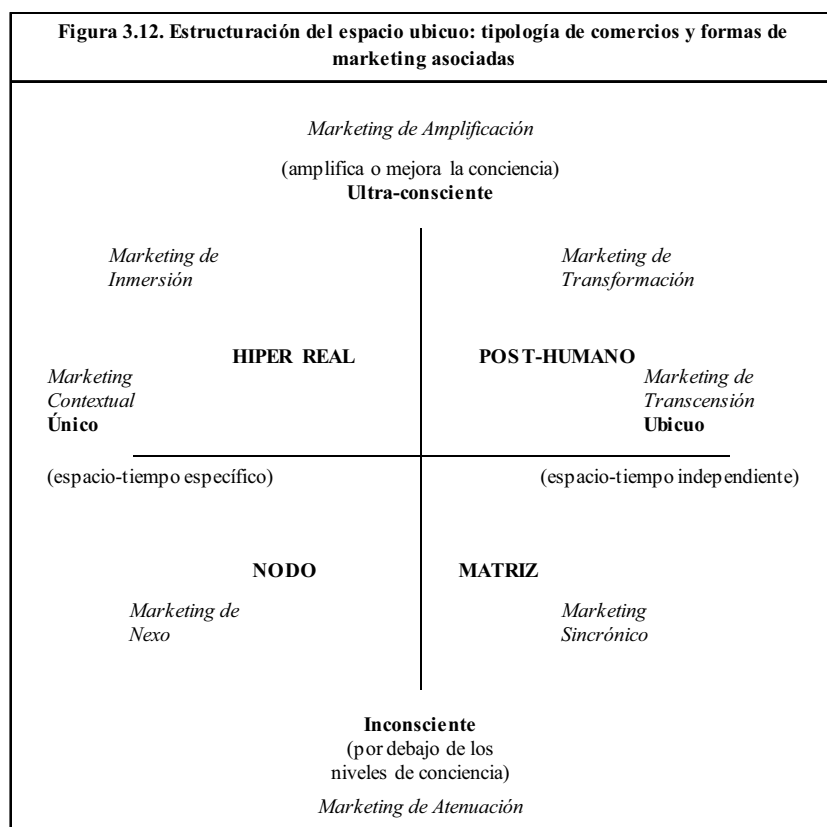 Figura 3.12. Estructuración del espacio ubicuo: tipología de comercios y formas de
marketing asociadas
Marketing de Amplificación
(amplifica o mejora la conciencia)
Ultra-consciente
Marketing de
Inmersión
Marketing de
Transformación
HIPER REAL
POST-HUMANO
Marketing
Contextual
Único
Marketing de
Transcensión
Ubicuo
(espacio-tiempo específico)
(espacio-tiempo independiente)
NODO
MATRIZ
Marketing de
Nexo
Marketing
Sincrónico
Inconsciente
(por debajo de los
niveles de conciencia)
Marketing de Atenuación